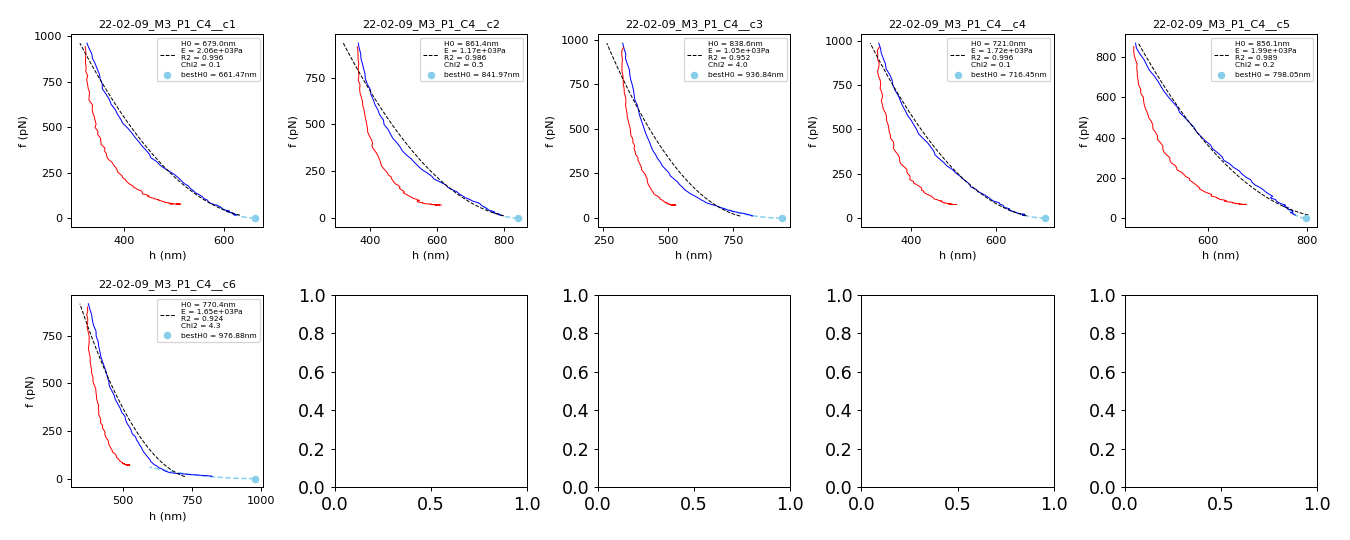 22-02-09_M3_P1_C4__c1
22-02-09_M3_P1_C4__c2
22-02-09_M3_P1_C4__c3
22-02-09_M3_P1_C4__c4
22-02-09_M3_P1_C4__c5
f (pN)
1000
750
500
250
0
400
600
h (nm)
H0 = 679.0nm
E = 2.06e+03Pa
R2 = 0.996
Chi2 = 0.1
bestH0 = 661.47nm
f (pN)
750
500
250
0
400
600
800
h (nm)
H0 = 861.4nm
E = 1.17e+03Pa
R2 = 0.986
Chi2 = 0.5
bestH0 = 841.97nm
f (pN)
1000
750
500
250
0
250
500
750
h (nm)
H0 = 838.6nm
E = 1.05e+03Pa
R2 = 0.952
Chi2 = 4.0
bestH0 = 936.84nm
f (pN)
1000
750
500
250
0
400
600
h (nm)
H0 = 721.0nm
E = 1.72e+03Pa
R2 = 0.996
Chi2 = 0.1
bestH0 = 716.45nm
f (pN)
800
600
400
200
0
600
800
h (nm)
H0 = 856.1nm
E = 1.99e+03Pa
R2 = 0.989
Chi2 = 0.2
bestH0 = 798.05nm
22-02-09_M3_P1_C4__c6
f (pN)
750
500
250
0
500
750
1000
h (nm)
H0 = 770.4nm
E = 1.65e+03Pa
R2 = 0.924
Chi2 = 4.3
bestH0 = 976.88nm
1.0
0.8
0.6
0.4
0.2
0.0
0.0
0.5
1.0
1.0
0.8
0.6
0.4
0.2
0.0
0.0
0.5
1.0
1.0
0.8
0.6
0.4
0.2
0.0
0.0
0.5
1.0
1.0
0.8
0.6
0.4
0.2
0.0
0.0
0.5
1.0